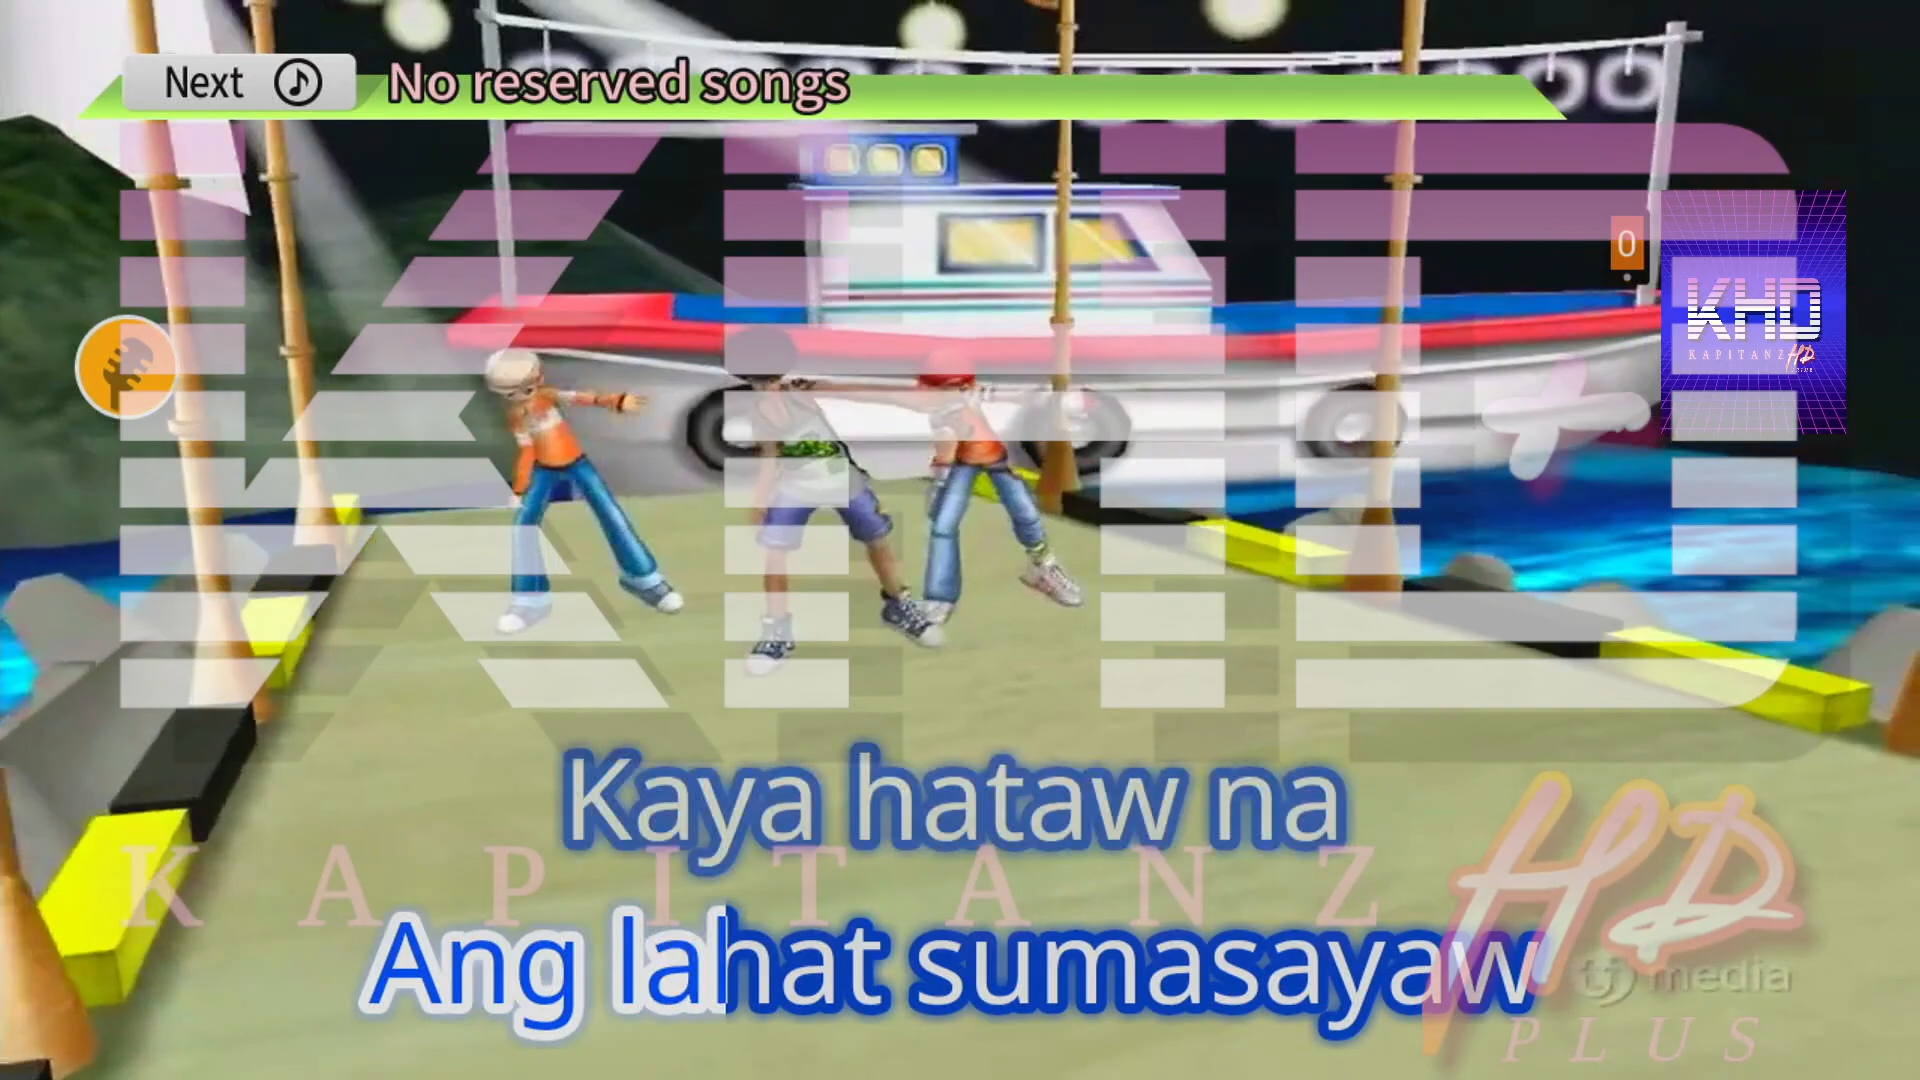 Next No reserved songs
0
KHD
KAPITANZ HD
KHD
Kaya hataw na
KAPITANZ HD
Ang lahat sumasayaw
tj media
PLUS